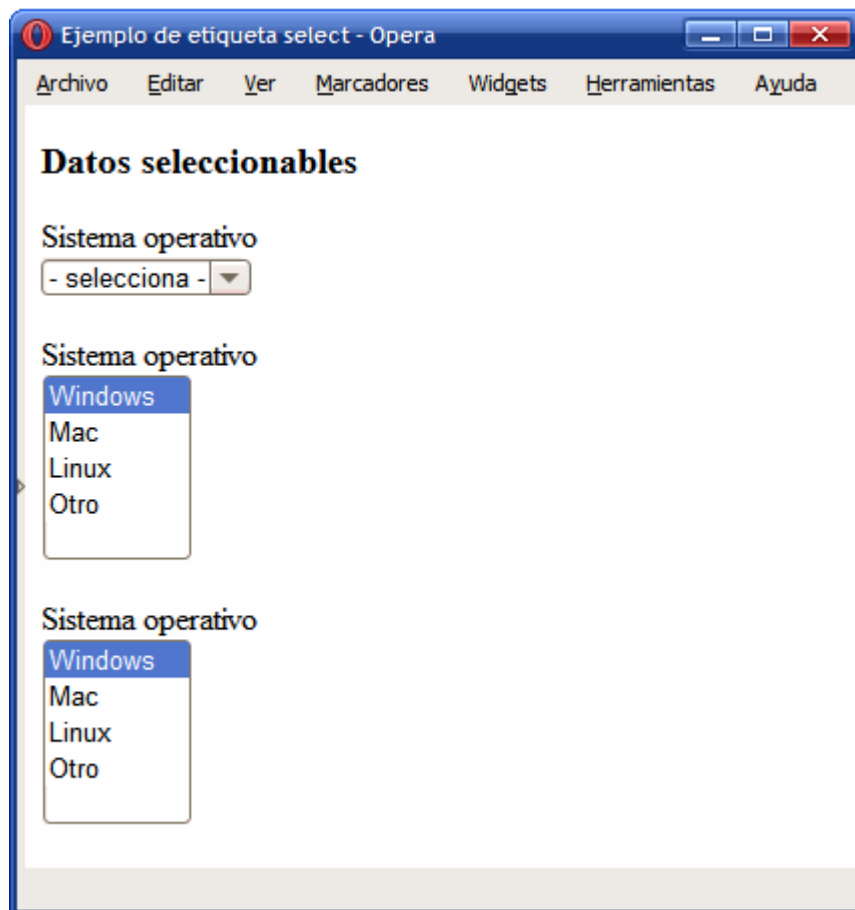 Ejemplo de etiqueta select - Opera
Archivo Editar Ver Marcadores Widgets Herramientas Ayuda
Datos seleccionables
Sistema operativo
- selecciona -
Sistema operativo
Windows
Mac
Linux
Otro
Sistema operativo
Windows
Mac
Linux
Otro